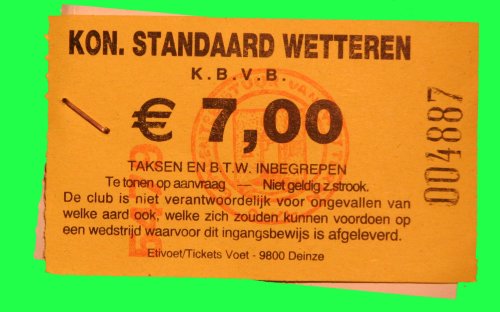 KON. STANDAARD WETTEREN
K.B.V.B.
€ 7,00
TAKSEN EN B.T.W. INBEGREPEN
Te tonen op aanvraag — Niet geldig z.strook.
De club is niet verantwoordelijk voor ongevallen van
welke aard ook, welke zich zouden kunnen voordoen op
een wedstrijd waarvoor dit ingangsbewijs is afgeleverd.
Etivoet/Tickets Voet - 9800 Deinze
004887